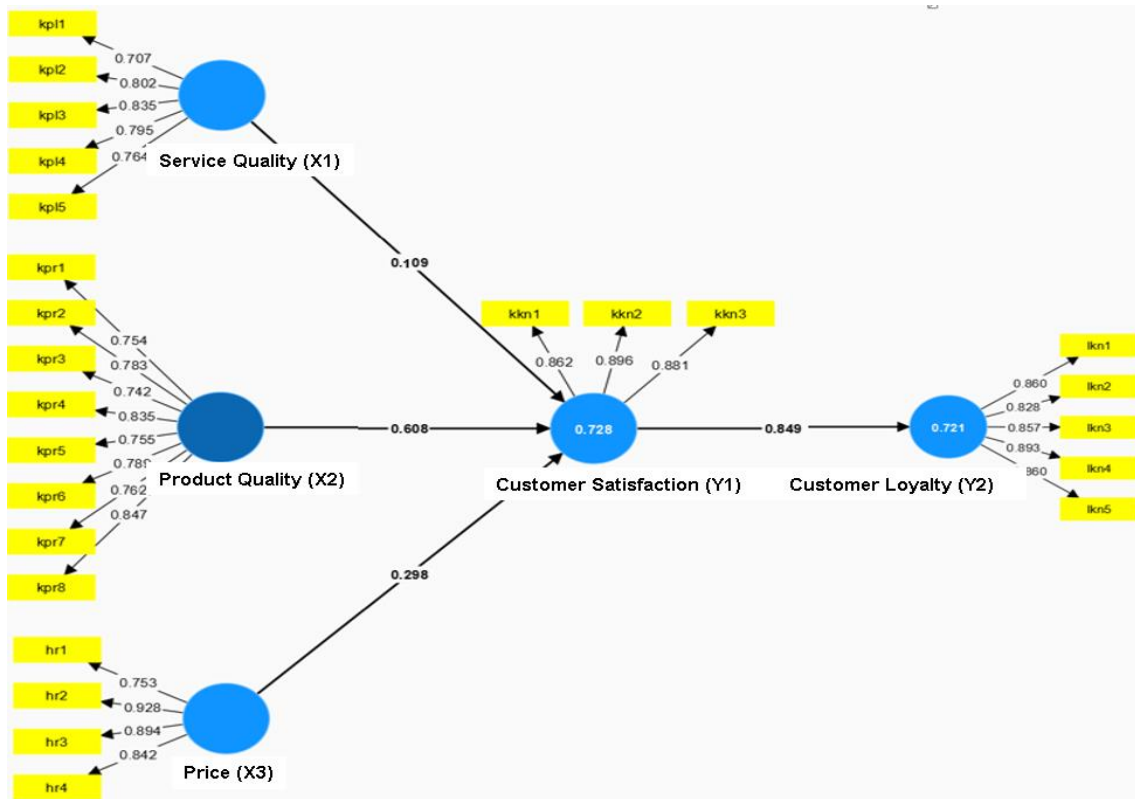 kpl1
0.707
kpl2
0.802
kpl3
0.835
kpl4
0.795
0.764
kpl5
Service Quality (X1)
0.109
kpr1
kpr2
0.754
0.783
kpr3
0.742
kpr4
0.835
kpr5
0.755
kpr6
0.762
kpr7
0.847
kpr8
Product Quality (X2)
0.608
kkn1
kkn2
kkn3
0.862
0.896
0.881
0.728
Customer Satisfaction (Y1)
0.849
0.721
Customer Loyalty (Y2)
lkn1
0.860
lkn2
0.828
lkn3
0.857
lkn4
0.893
lkn5
0.298
hr1
0.753
hr2
0.928
hr3
0.894
0.842
hr4
Price (X3)